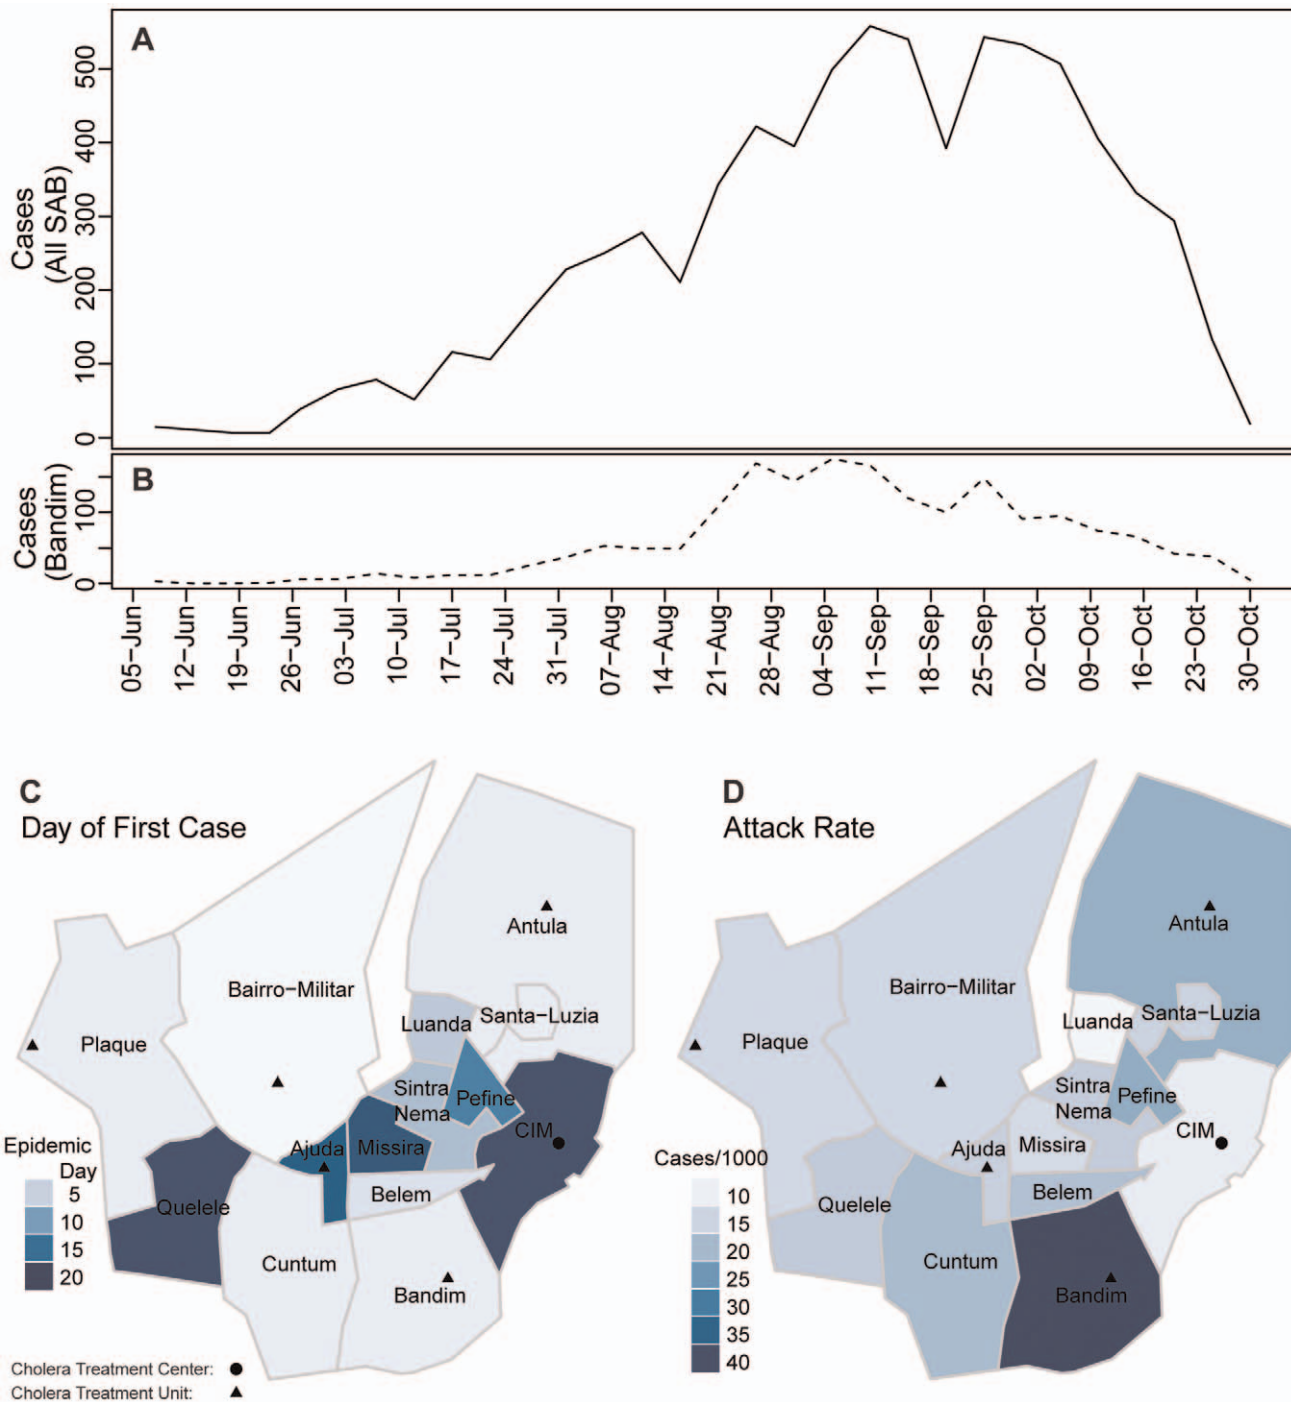 A
Cases
(All SAB)
500
400
300
200
100
0
B
Cases
(Bandim)
100
0
05-Jun
12-Jun
19-Jun
26-Jun
03-Jul
10-Jul
17-Jul
24-Jul
31-Jul
07-Aug
14-Aug
21-Aug
28-Aug
04-Sep
11-Sep
18-Sep
25-Sep
02-Oct
09-Oct
16-Oct
23-Oct
30-Oct
C
Day of First Case
Antula
Bairro-Militar
Santa-Luzia
Luanda
Plaque
Sintra
Nema
Pefine
CIM
Ajuda
Missira
Belem
Quelele
Cuntum
Bandim
Epidemic
Day
5
10
15
20
Cholera Treatment Center:
Cholera Treatment Unit:
D
Attack Rate
Antula
Bairro-Militar
Santa-Luzia
Luanda
Plaque
Sintra
Nema
Pefine
CIM
Ajuda
Missira
Belem
Quelele
Cuntum
Bandim
Cases/1000
10
15
20
25
30
35
40